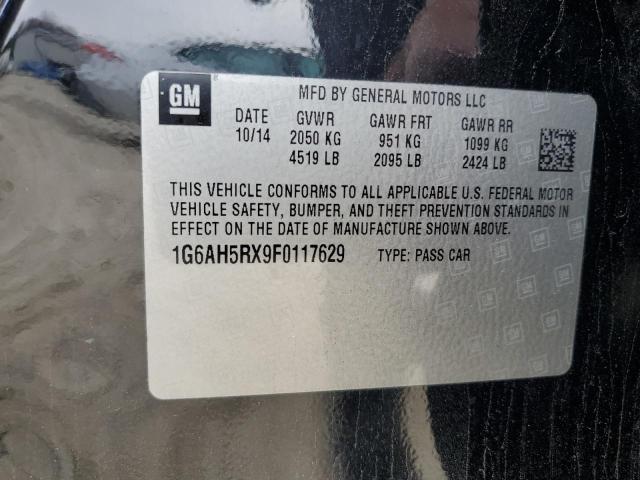 GM
MFD BY GENERAL MOTORS LLC
DATE GVWR GAWR FRT GAWR RR
10/14 2050 KG 951 KG 1099 KG
4519 LB 2095 LB 2424 LB
THIS VEHICLE CONFORMS TO ALL APPLICABLE U.S. FEDERAL MOTOR
VEHICLE SAFETY, BUMPER, AND THEFT PREVENTION STANDARDS IN
EFFECT ON THE DATE OF MANUFACTURE SHOWN ABOVE.
1G6AH5RX9F0117629 TYPE: PASS CAR